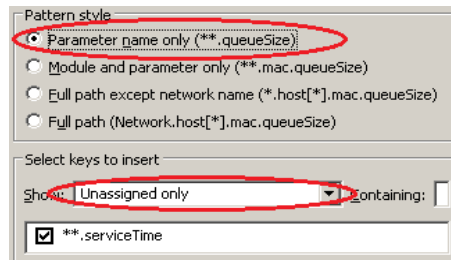 Pattern style
Parameter name only (**.queueSize)
Module and parameter only (**.mac.queueSize)
Full path except network name (*.host[*].mac.queueSize)
Full path (Network.host[*].mac.queueSize)
Select keys to insert
Show: Unassigned only Containing:
**.serviceTime